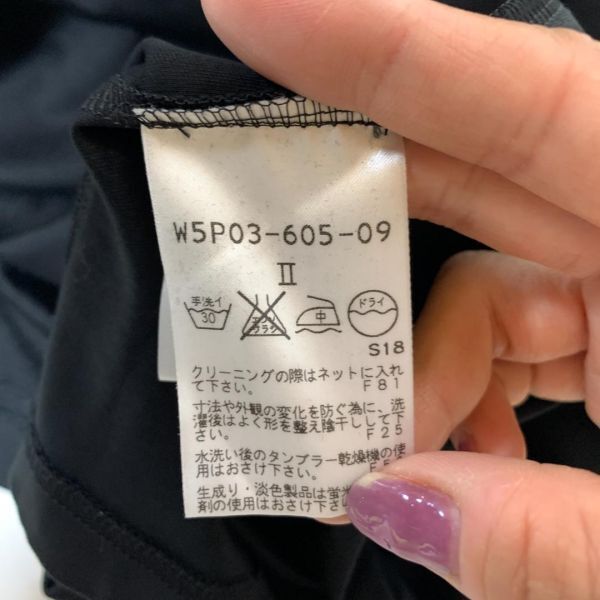 W5P03-605-09
II
手洗イ
30
エンソ
サラシ
中
ドライ
S18
クリーニングの際はネットに入れ
て下さい。 F81
寸法や外観の変化を防ぐ為に、洗
濯後はよく形を整え陰干しして下
さい。 F25
水洗い後のタンブラー乾燥機の使
用はおさけ下さい。
生成り・淡色製品は蛍光
剤の使用はおさけ下さい